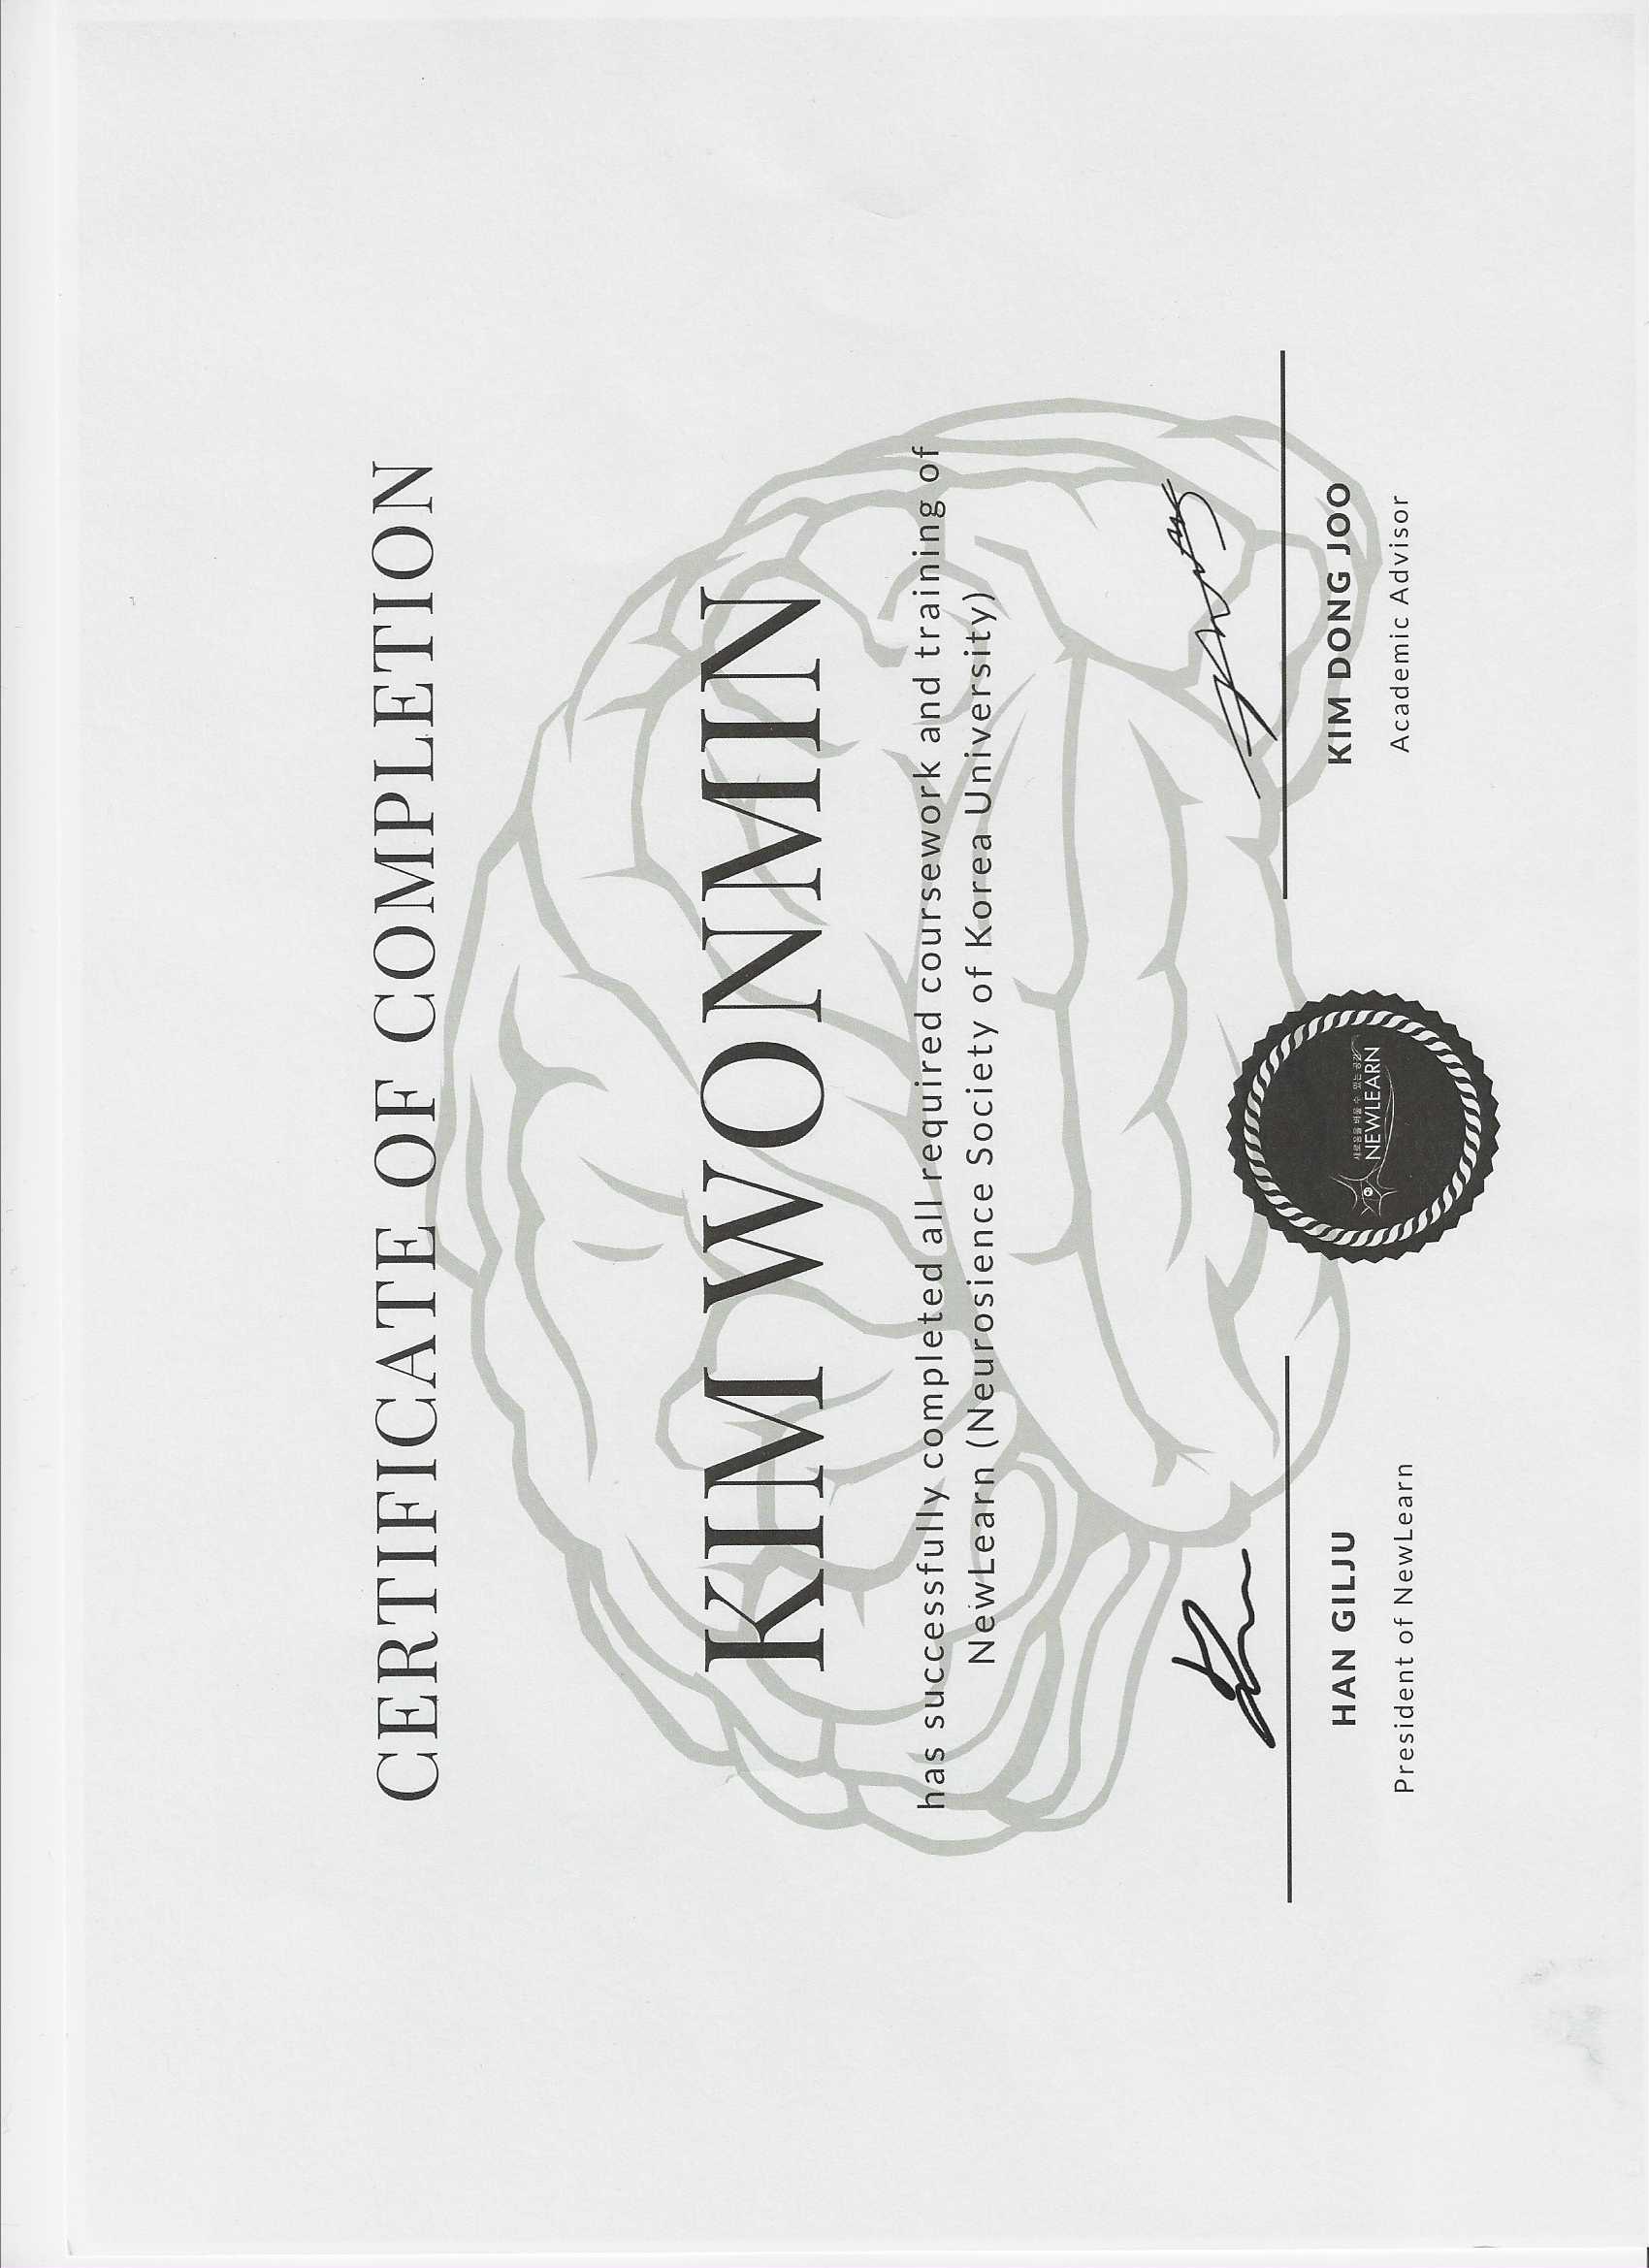 CERTIFICATE OF COMPLETION
KIM WONMIN
has successfully completed all required coursework and training of
NewLearn (Neurosience Society of Korea University)
HAN GILJU
President of NewLearn
새로움을 배울 수 있는 공간
NEWLEARN
KIM DONG JOO
Academic Advisor